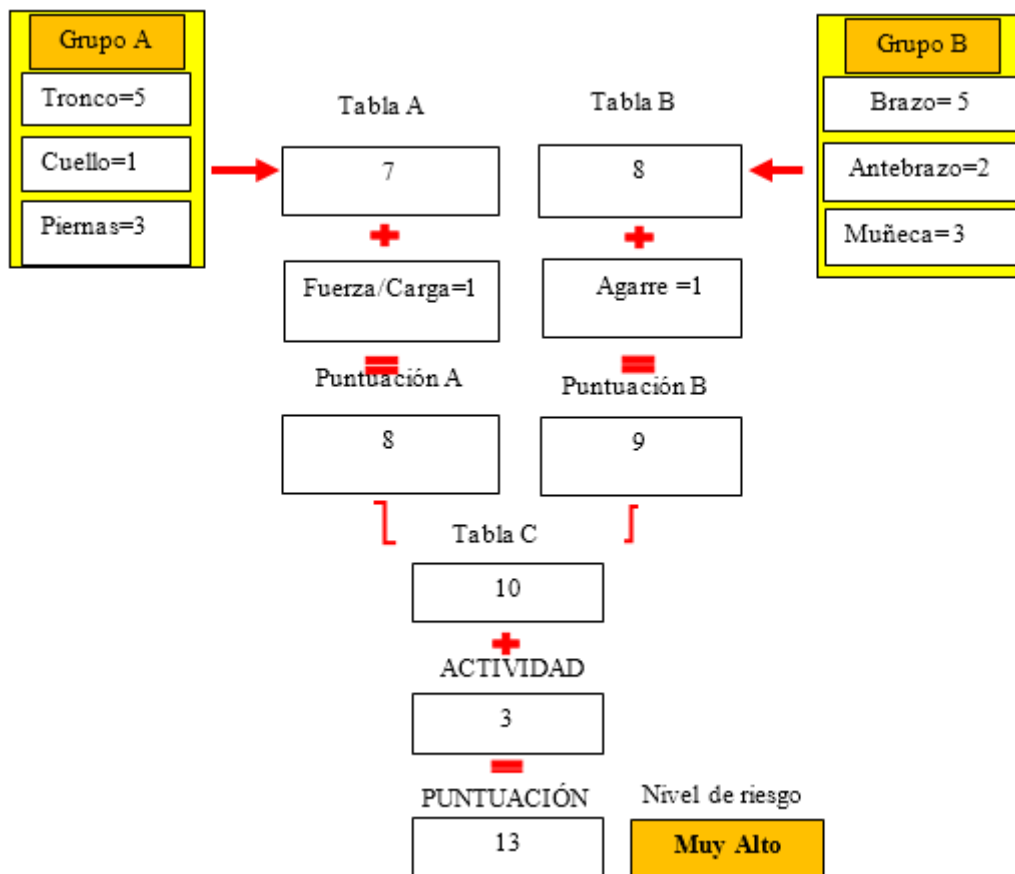 Grupo A
Tronco=5
Cuello=1
Piernas=3
Grupo B
Brazo= 5
Antebrazo=2
Muñeca= 3
Tabla A
7
Fuerza/Carga=1
Puntuación A
8
Tabla B
8
Agarre =1
Puntuación B
9
Tabla C
10
ACTIVIDAD
3
PUNTUACIÓN
13
Nivel de riesgo
Muy Alto